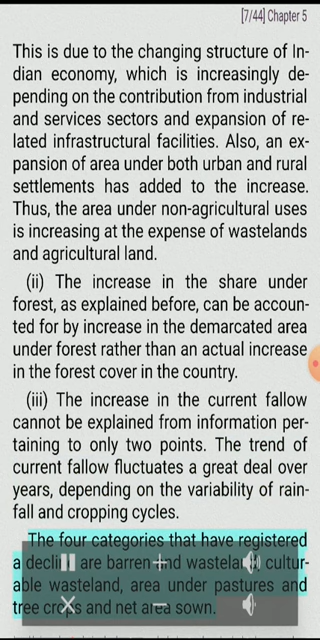 [7/44] Chapter 5
This is due to the changing structure of In-
dian economy, which is increasingly de-
pending on the contribution from industrial
and services sectors and expansion of re-
lated infrastructural facilities. Also, an ex-
pansion of area under both urban and rural
settlements has added to the increase.
Thus, the area under non-agricultural uses
is increasing at the expense of wastelands
and agricultural land.
(ii) The increase in the share under
forest, as explained before, can be accoun-
ted for by increase in the demarcated area
under forest rather than an actual increase
in the forest cover in the country.
(iii) The increase in the current fallow
cannot be explained from information per-
taining to only two points. The trend of
current fallow fluctuates a great deal over
years, depending on the variability of rain-
fall and cropping cycles.
The four categories that have registered
a decline are barren and wasteland, cultur-
able wasteland, area under pastures and
tree crops and net area sown.